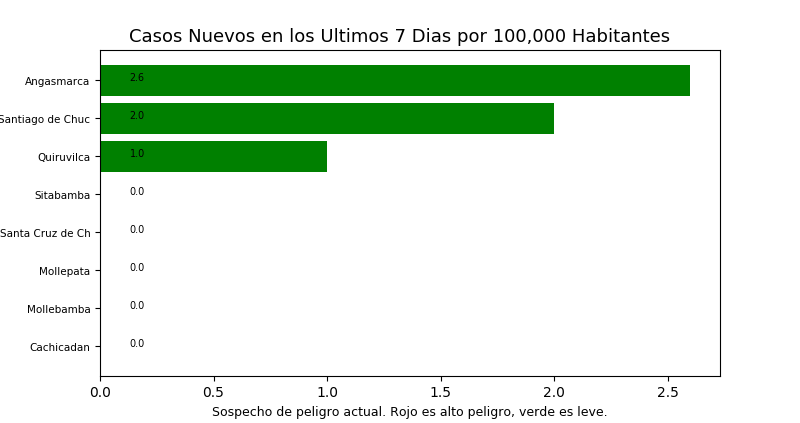 Casos Nuevos en los Ultimos 7 Dias por 100,000 Habitantes
Angasmarca 2.6
Santiago de Chuc 2.0
Quiruvilca 1.0
Sitabamba 0.0
Santa Cruz de Ch 0.0
Mollepata 0.0
Mollebamba 0.0
Cachicadan 0.0
0.0 0.5 1.0 1.5 2.0 2.5
Sospecho de peligro actual. Rojo es alto peligro, verde es leve.